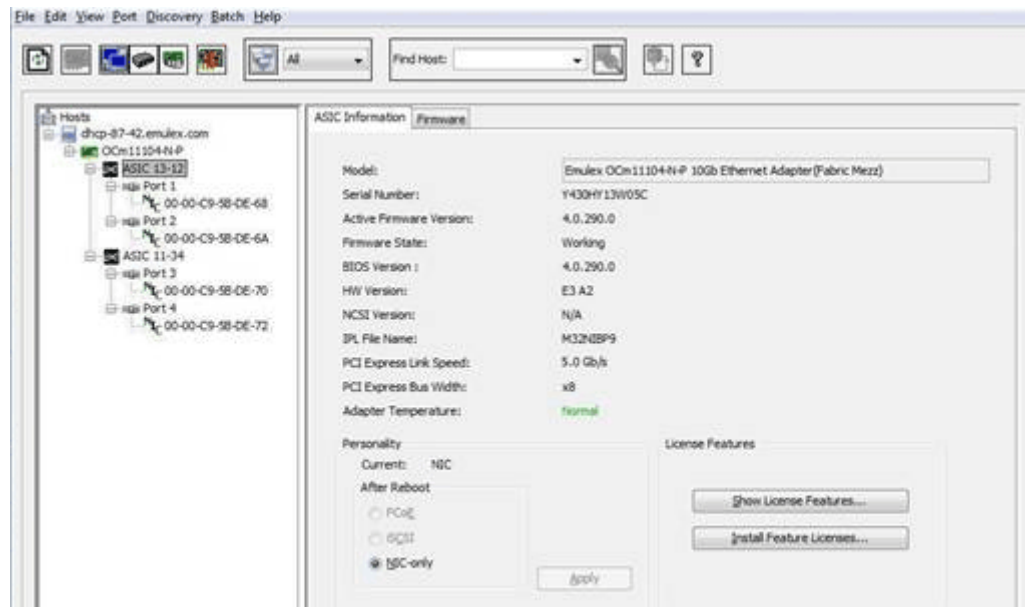 File Edit View Port Discovery Batch Help
All
Find Host:
Hosts
dhcp-87-42.emulex.com
OCm11104-N-P
ASIC 13-12
Port 1
00-00-C9-5B-DE-68
Port 2
00-00-C9-5B-DE-6A
ASIC 11-34
Port 3
00-00-C9-5B-DE-70
Port 4
00-00-C9-5B-DE-72
ASIC Information Firmware
Model: Emulex OCm11104-N-P 10Gb Ethernet Adapter(Fabric Mezz)
Serial Number: Y430HY13W05C
Active Firmware Version: 4.0.290.0
Firmware State: Working
BIOS Version : 4.0.290.0
HW Version: E3 A2
NCSI Version: N/A
IPL File Name: M32NIBP9
PCI Express Link Speed: 5.0 Gb/s
PCI Express Bus Width: x8
Adapter Temperature: Normal
Personality
Current: NIC
After Reboot
FCoE
iSCSI
NIC-only
Apply
License Features
Show License Features...
Install Feature Licenses...